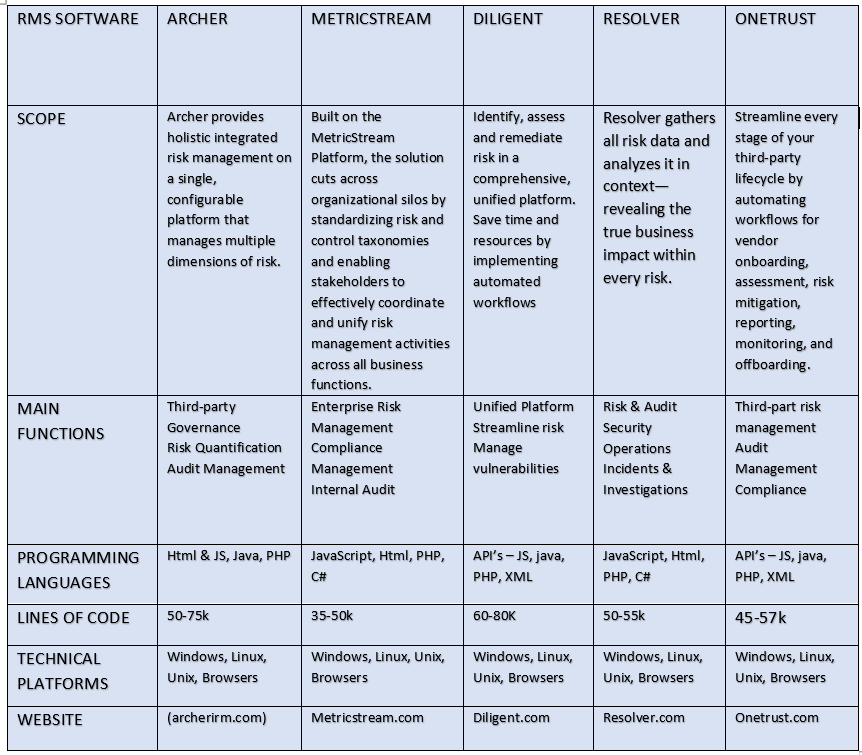 RMS SOFTWARE
ARCHER
METRICSTREAM
DILIGENT
RESOLVER
ONETRUST
SCOPE
Archer provides
holistic integrated
risk management on
a single,
configurable
platform that
manages multiple
dimensions of risk.
Built on the
MetricStream
Platform, the solution
cuts across
organizational silos by
standardizing risk and
control taxonomies
and enabling
stakeholders to
effectively coordinate
and unify risk
management activities
across all business
functions.
Identify, assess
and remediate
risk in a
comprehensive,
unified platform.
Save time and
resources by
implementing
automated
workflows
Resolver gathers
all risk data and
analyzes it in
context—
revealing the
true business
impact within
every risk.
Streamline every
stage of your
third-party
lifecycle by
automating
workflows for
vendor
onboarding,
assessment, risk
mitigation,
reporting,
monitoring, and
offboarding.
MAIN
FUNCTIONS
Third-party
Governance
Risk Quantification
Audit Management
Enterprise Risk
Management
Compliance
Management
Internal Audit
Unified Platform
Streamline risk
Manage
vulnerabilities
Risk & Audit
Security
Operations
Incidents &
Investigations
Third-part risk
management
Audit
Management
Compliance
PROGRAMMING
LANGUAGES
Html & JS, Java, PHP
JavaScript, Html, PHP,
C#
API's – JS, java,
PHP, XML
JavaScript, Html,
PHP, C#
API's – JS, java,
PHP, XML
LINES OF CODE
50-75k
35-50k
60-80K
50-55k
45-57k
TECHNICAL
PLATFORMS
Windows, Linux,
Unix, Browsers
Windows, Linux, Unix,
Browsers
Windows, Linux,
Unix, Browsers
Windows, Linux,
Unix, Browsers
Windows, Linux,
Unix, Browsers
WEBSITE
(archerirm.com)
Metricstream.com
Diligent.com
Resolver.com
Onetrust.com